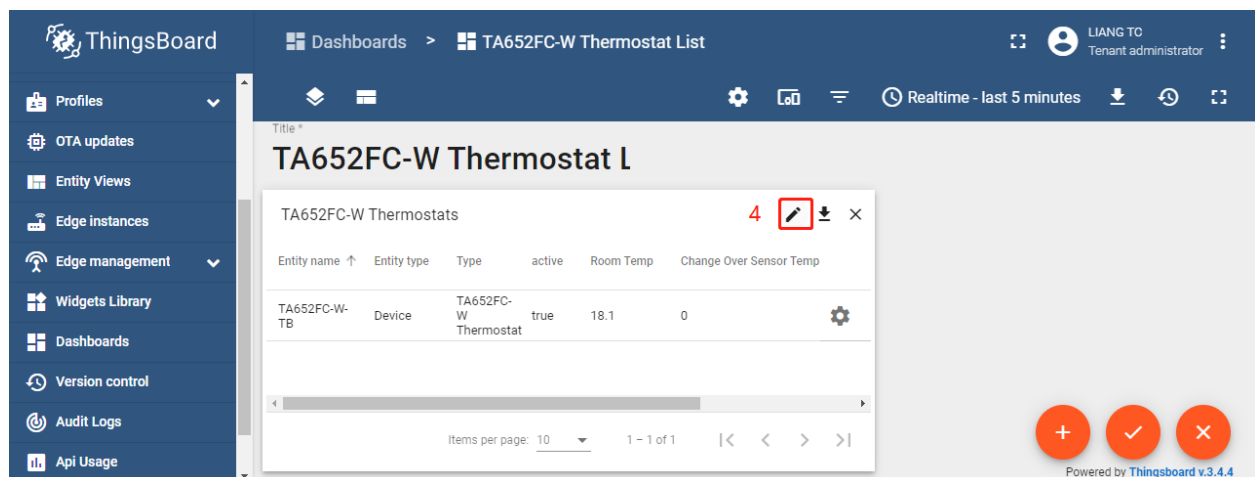 ThingsBoard
Dashboards > TA652FC-W Thermostat List
LIANG TC
Tenant administrator
Profiles
OTA updates
Entity Views
Edge instances
Edge management
Widgets Library
Dashboards
Version control
Audit Logs
Api Usage
Realtime - last 5 minutes
Title *
TA652FC-W Thermostat L
TA652FC-W Thermostats
4
Entity name Entity type Type active Room Temp Change Over Sensor Temp
TA652FC-W-
TB
Device
TA652FC-
W
Thermostat
true
18.1
0
Items per page: 10
1 – 1 of 1
Powered by Thingsboard v.3.4.4